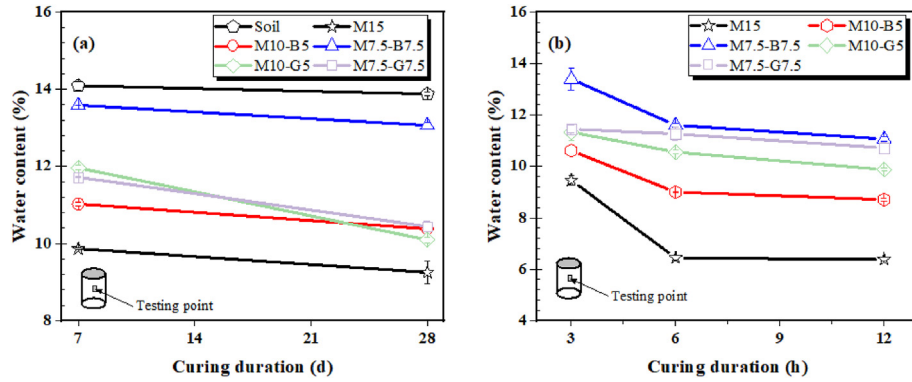 (a)
Soil
M15
M10-B5
M7.5-B7.5
M10-G5
M7.5-G7.5
16
14
12
10
8
Water content (%)
Testing point
7
14
21
28
Curing duration (d)
(b)
M15
M10-B5
M7.5-B7.5
M10-G5
M7.5-G7.5
16
14
12
10
8
6
4
Water content (%)
Testing point
3
6
9
12
Curing duration (h)